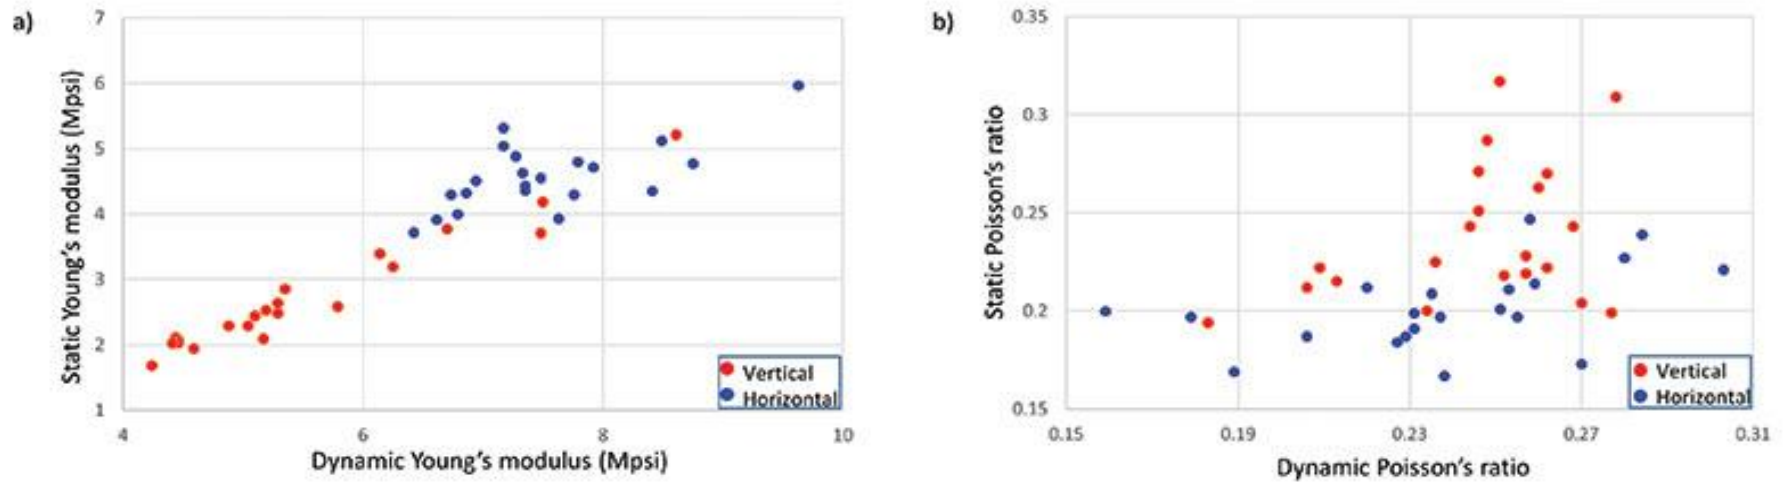 a)
Static Young's modulus (Mpsi)
7
6
5
4
3
2
1
4
6
8
10
Dynamic Young's modulus (Mpsi)
Vertical
Horizontal
b)
Static Poisson's ratio
0.35
0.3
0.25
0.2
0.15
0.15
0.19
0.23
0.27
0.31
Dynamic Poisson's ratio
Vertical
Horizontal